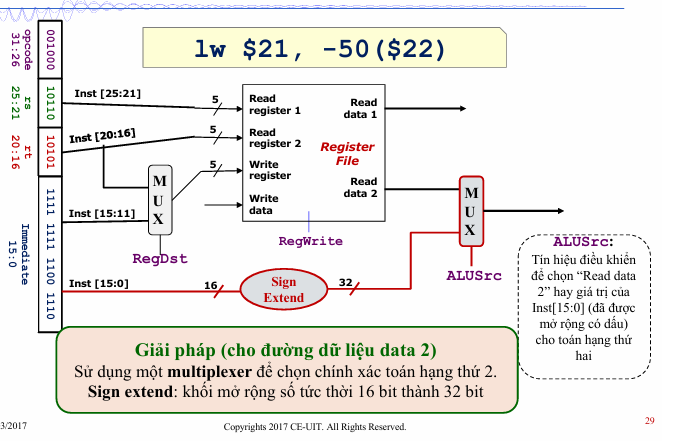 lw $21, -50($22)
opcode
31:26
001000
rs
25:21
10110
rt
20:16
10101
Immediate
15:0
1111 1111 1100 1110
Inst [25:21]
Inst [20:16]
Inst [15:11]
Inst [15:0]
5
5
5
M
U
X
RegDst
Read
register 1
Read
register 2
Write
register
Write
data
Read
data 1
Register
File
Read
data 2
RegWrite
16
Sign
Extend
32
M
U
X
ALUSrc
ALUSrc:
Tín hiệu điều khiển
để chọn “Read data
2” hay giá trị của
Inst[15:0] (đã được
mở rộng có dấu)
cho toán hạng thứ
hai
Giải pháp (cho đường dữ liệu data 2)
Sử dụng một multiplexer để chọn chính xác toán hạng thứ 2.
Sign extend: khối mở rộng số tức thời 16 bit thành 32 bit
3/2017
Copyrights 2017 CE-UIT. All Rights Reserved.
29